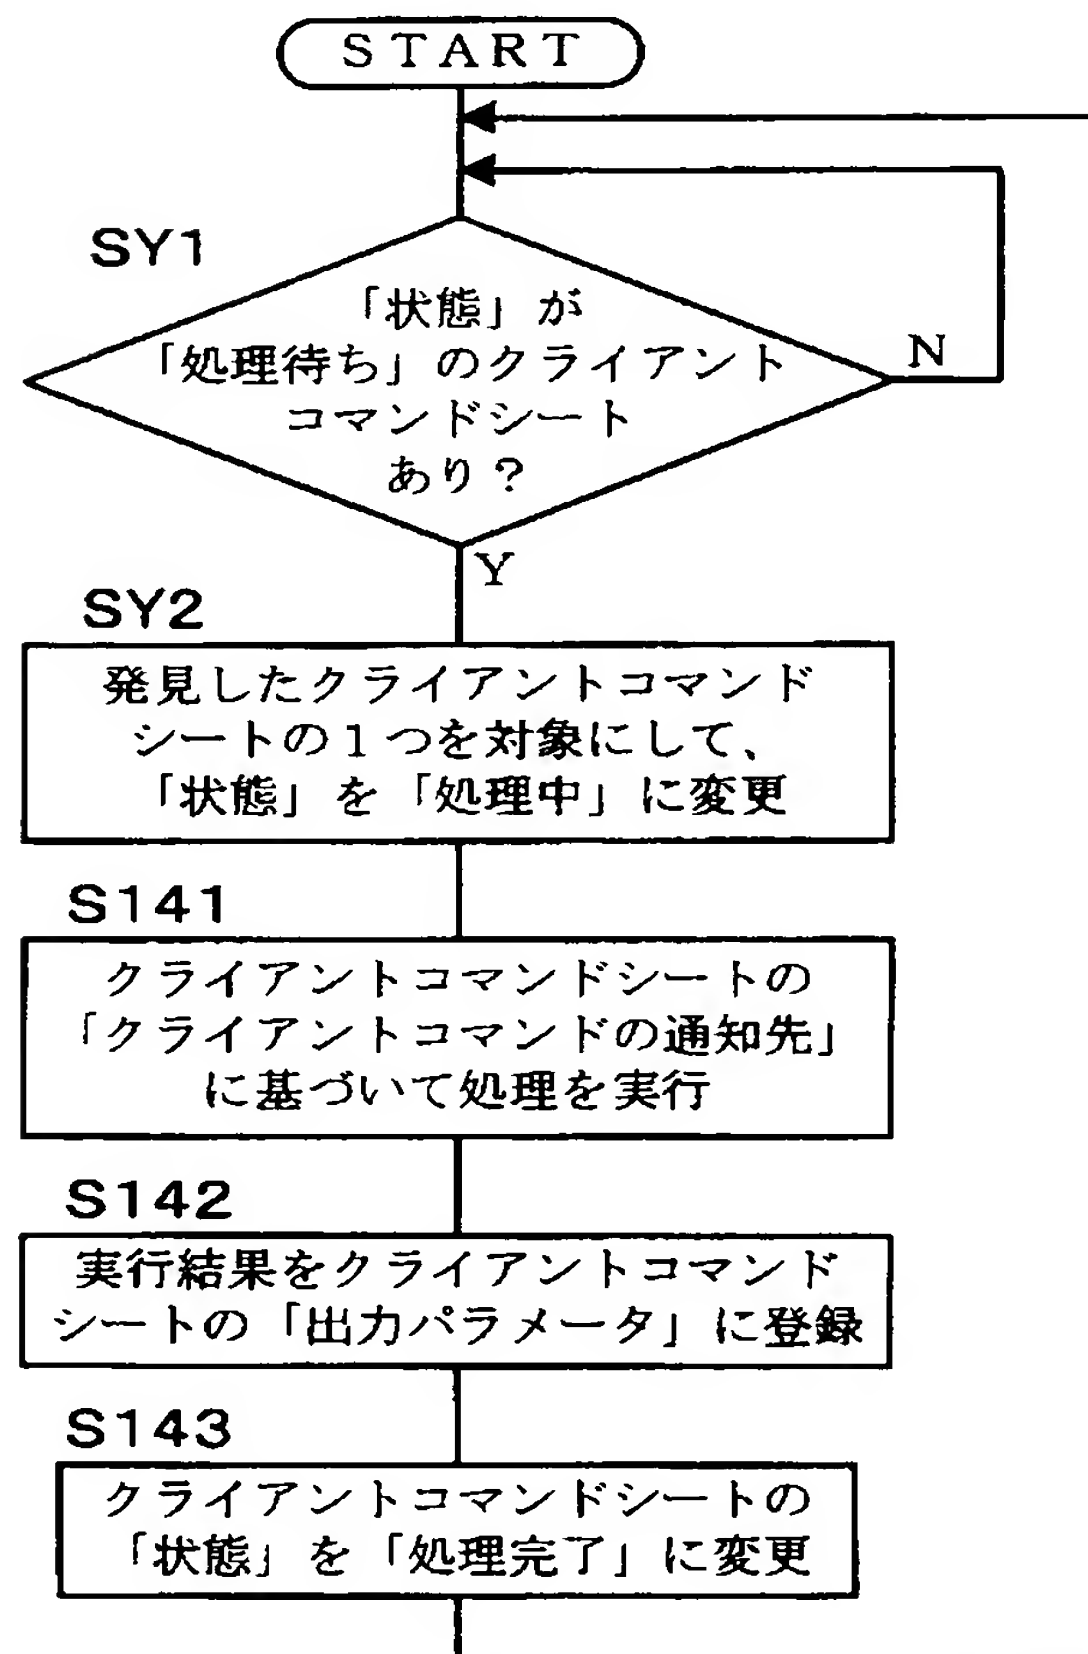 START
SY1
「状態」が
「処理待ち」のクライアント
コマンドシート
あり？
N
Y
SY2
発見したクライアントコマンド
シートの１つを対象にして、
「状態」を「処理中」に変更
S141
クライアントコマンドシートの
「クライアントコマンドの通知先」
に基づいて処理を実行
S142
実行結果をクライアントコマンド
シートの「出力パラメータ」に登録
S143
クライアントコマンドシートの
「状態」を「処理完了」に変更